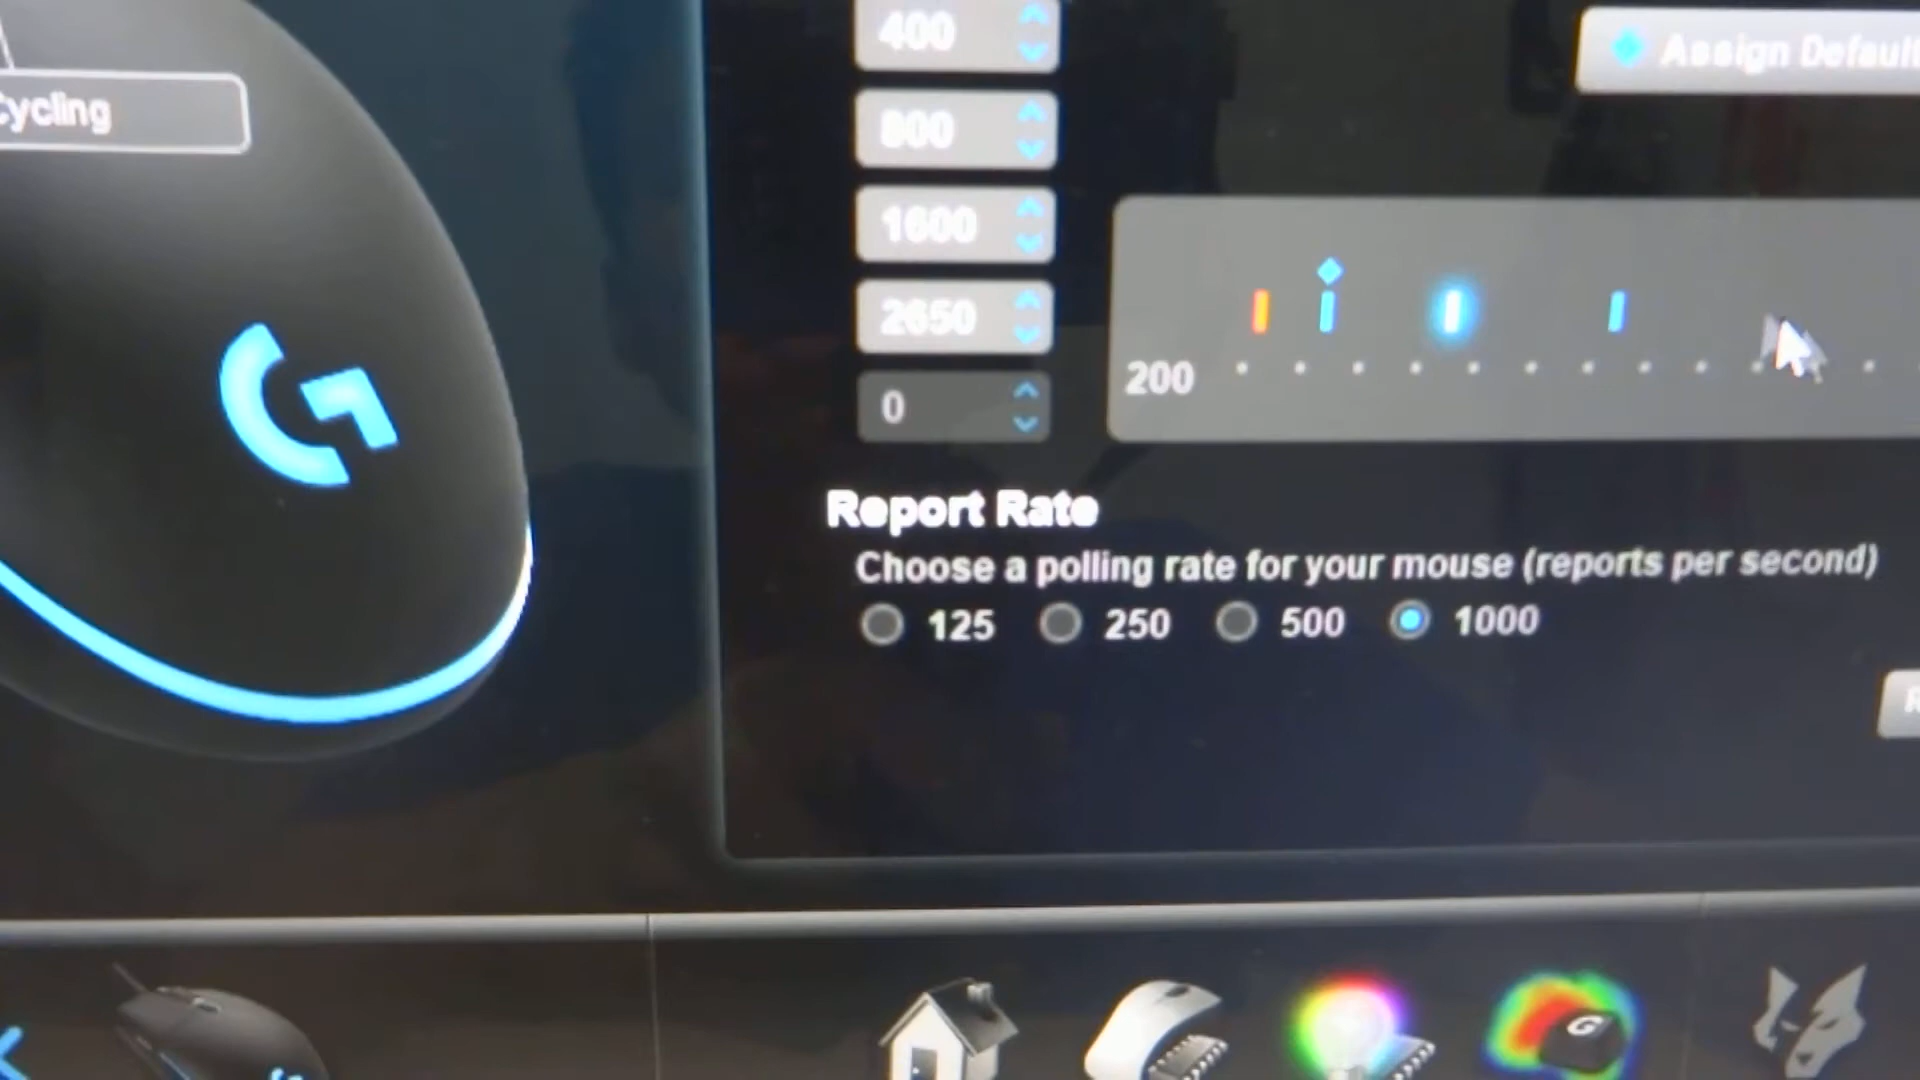 400
Assign Default
Cycling
800
1600
2650
200
0
Report Rate
Choose a polling rate for your mouse (reports per second)
125 250 500 1000
R
G